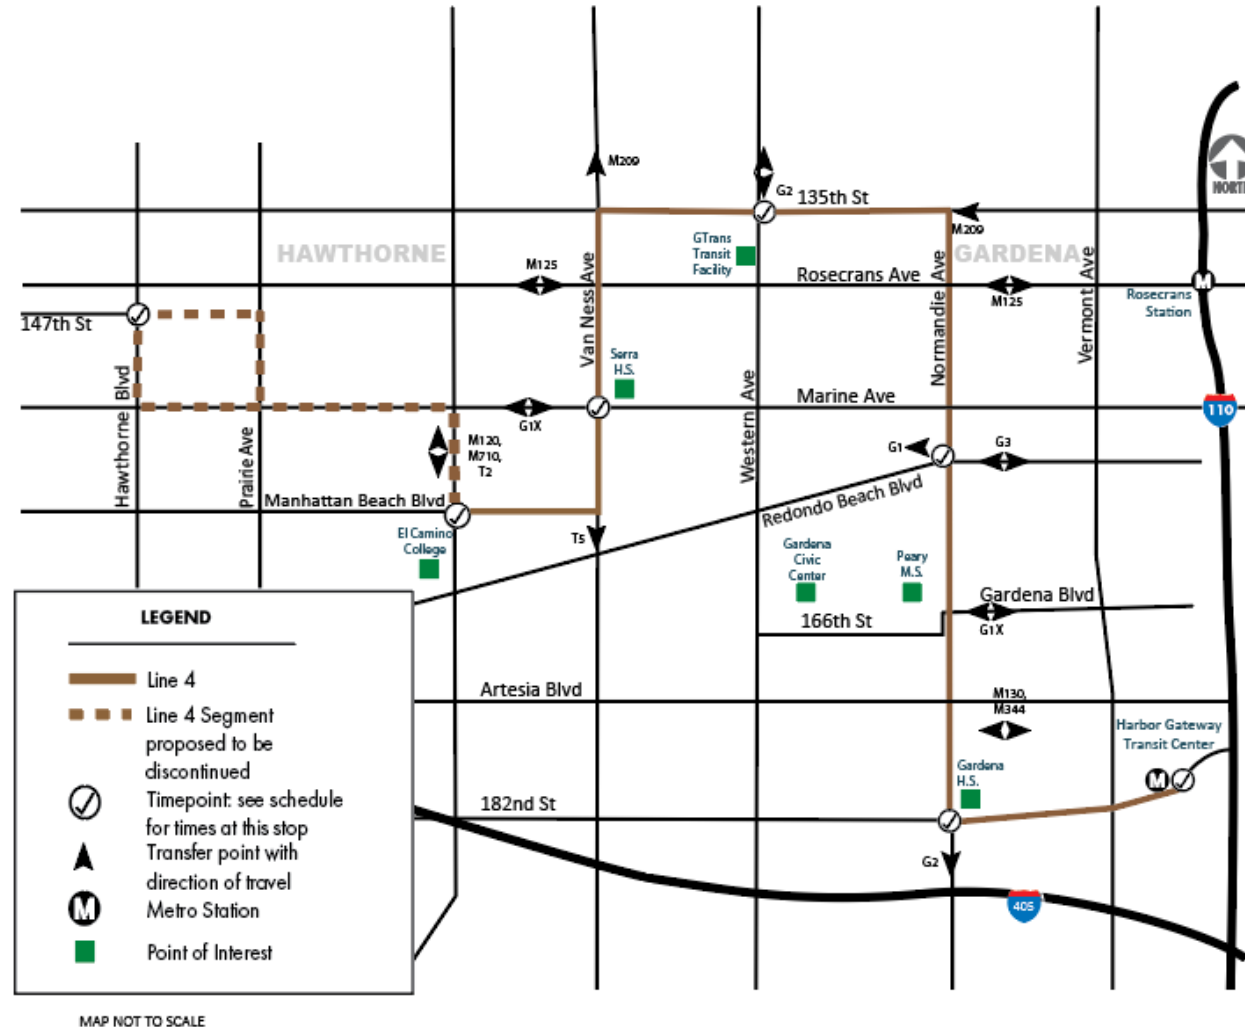 M209
G2
135th St
NORTH
M209
HAWTHORNE
GTrans
Transit
Facility
GARDENA
M125
Rosecrans Ave
M125
Rosecrans
Station
147th St
Van Ness Ave
Normandie Ave
Vermont Ave
Serra
H.S.
Hawthorne Blvd
Prairie Ave
Western Ave
Marine Ave
110
G1X
M120,
M710,
T2
G1
G3
Manhattan Beach Blvd
Redondo Beach Blvd
El Camino
College
T5
Gardena
Civic
Center
Peary
M.S.
Gardena Blvd
G1X
166th St
Artesia Blvd
M130,
M344
Harbor Gateway
Transit Center
M
M
Gardena
H.S.
182nd St
G2
405
LEGEND
Line 4
Line 4 Segment
proposed to be
discontinued
Timepoint: see schedule
for times at this stop
Transfer point with
direction of travel
M
Metro Station
Point of Interest
MAP NOT TO SCALE